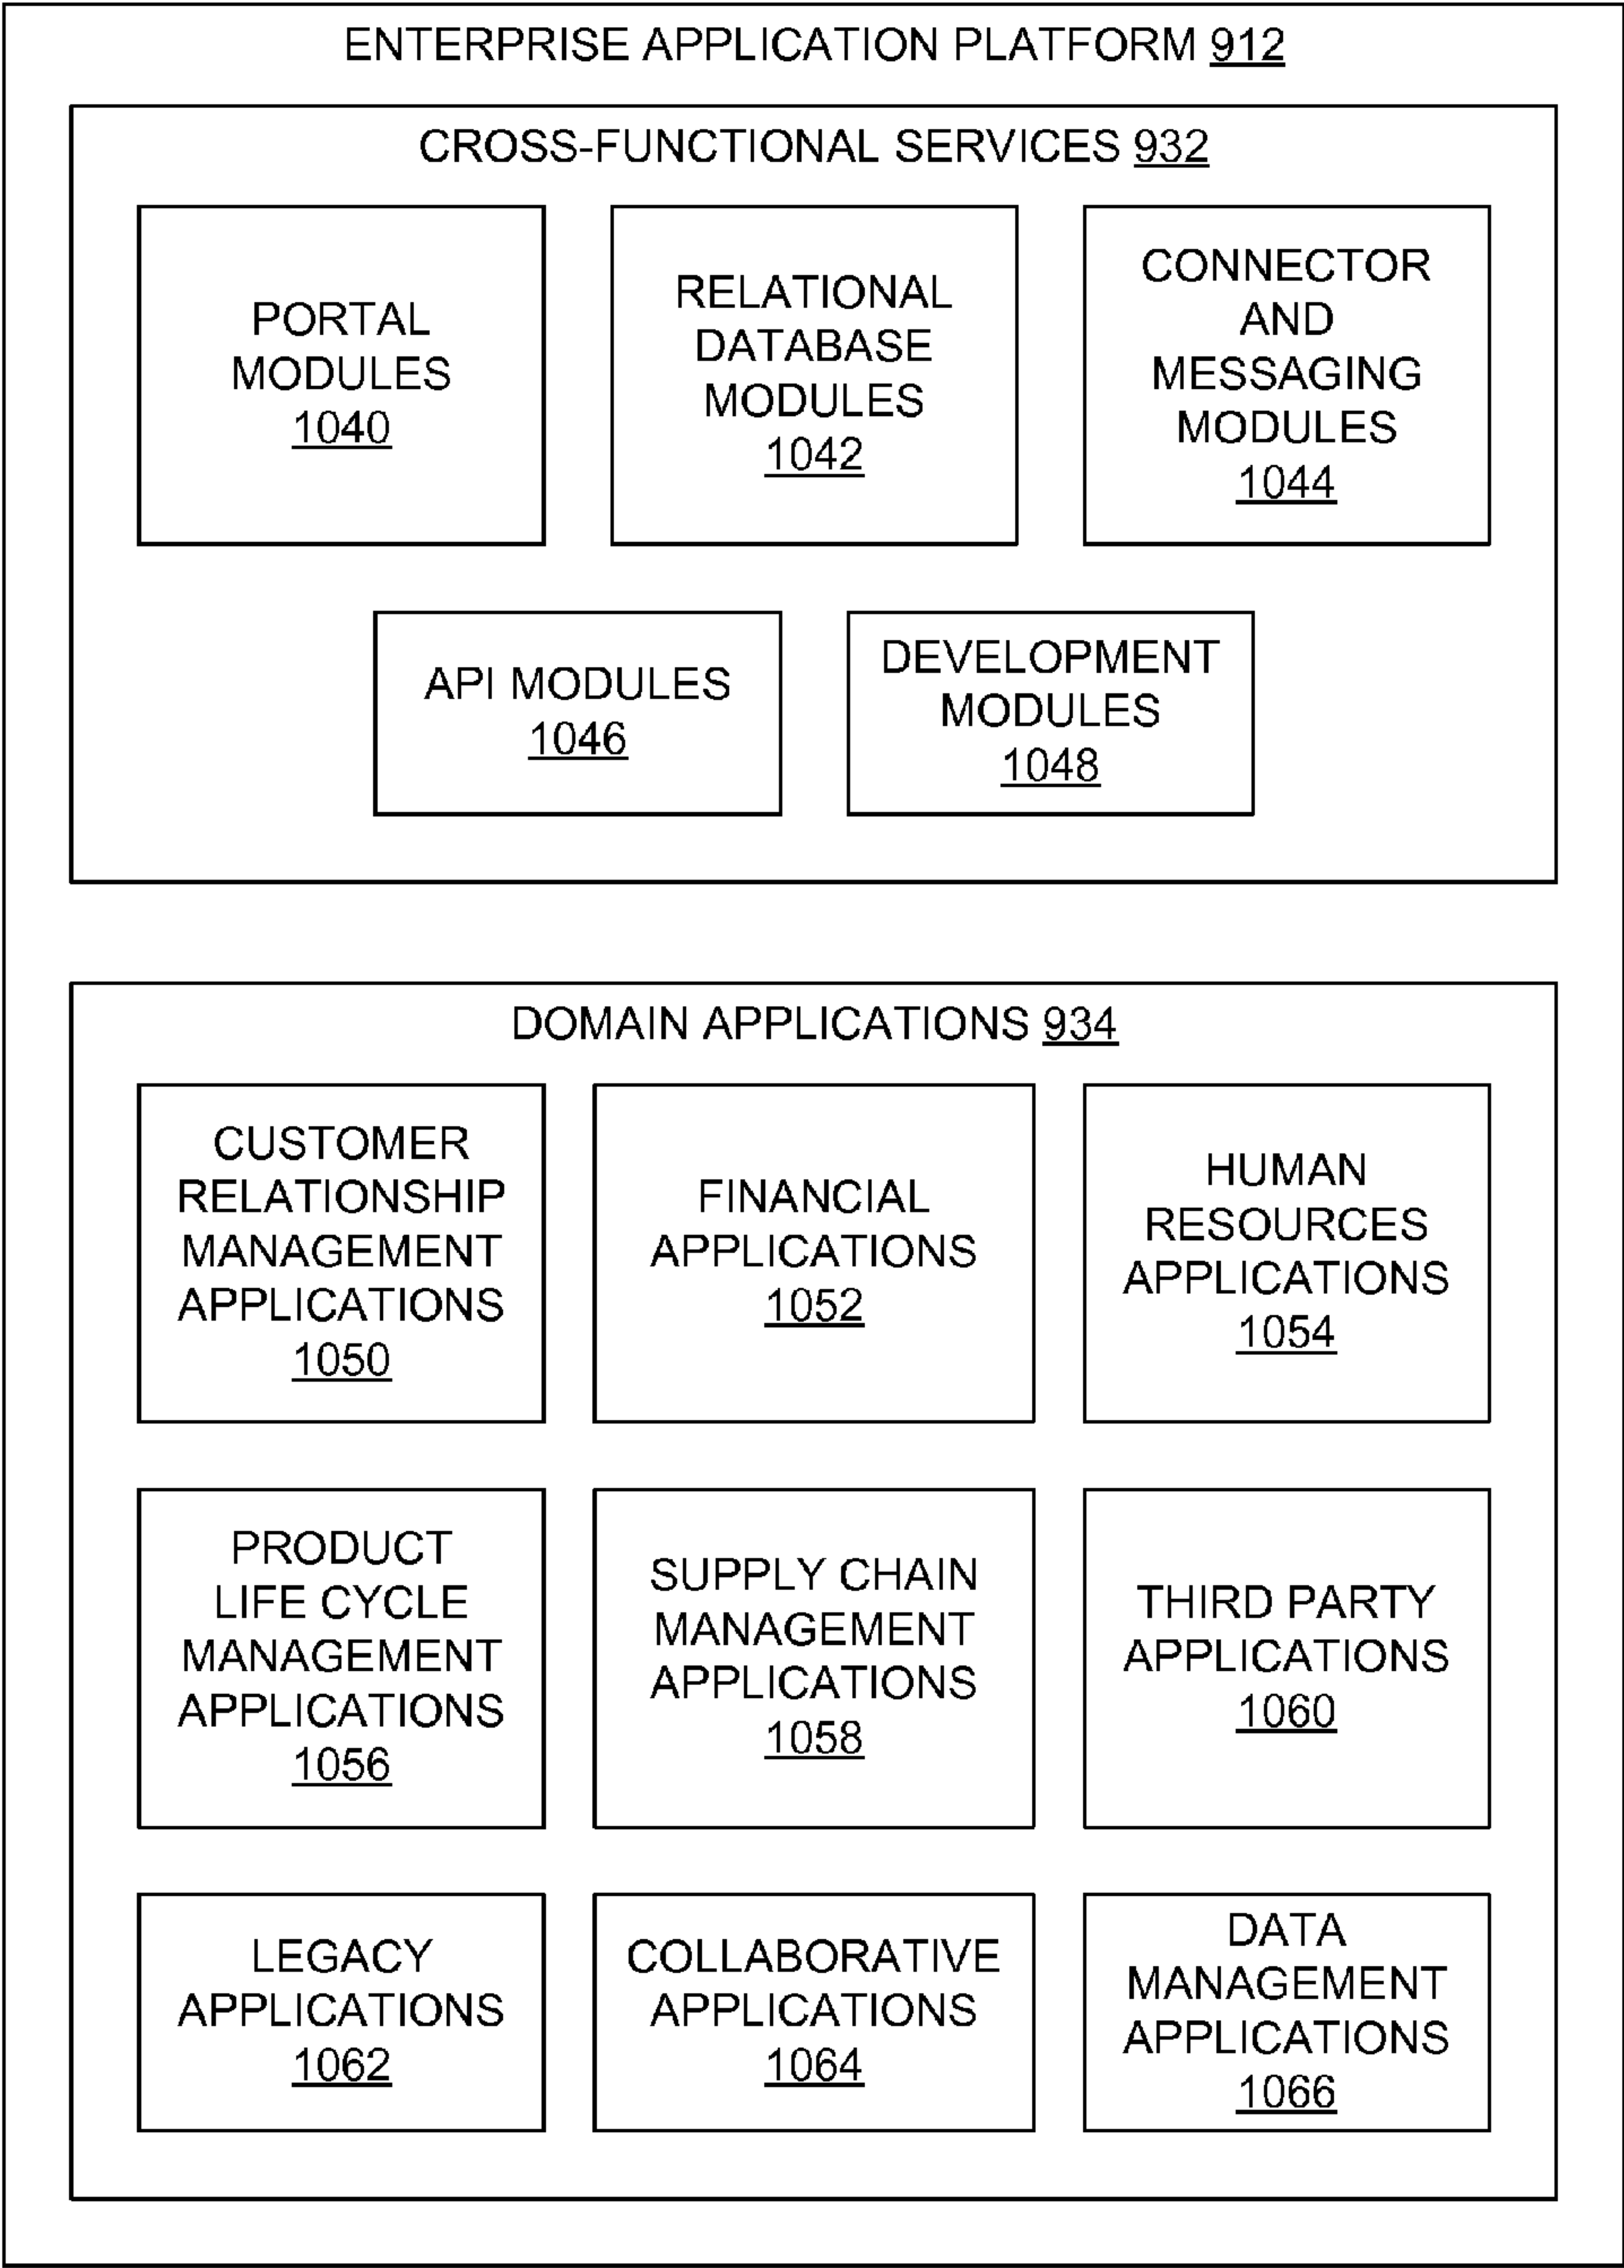 ENTERPRISE APPLICATION PLATFORM 912
CROSS-FUNCTIONAL SERVICES 932
PORTAL
MODULES
1040
RELATIONAL
DATABASE
MODULES
1042
CONNECTOR
AND
MESSAGING
MODULES
1044
API MODULES
1046
DEVELOPMENT
MODULES
1048
DOMAIN APPLICATIONS 934
CUSTOMER
RELATIONSHIP
MANAGEMENT
APPLICATIONS
1050
FINANCIAL
APPLICATIONS
1052
HUMAN
RESOURCES
APPLICATIONS
1054
PRODUCT
LIFE CYCLE
MANAGEMENT
APPLICATIONS
1056
SUPPLY CHAIN
MANAGEMENT
APPLICATIONS
1058
THIRD PARTY
APPLICATIONS
1060
LEGACY
APPLICATIONS
1062
COLLABORATIVE
APPLICATIONS
1064
DATA
MANAGEMENT
APPLICATIONS
1066